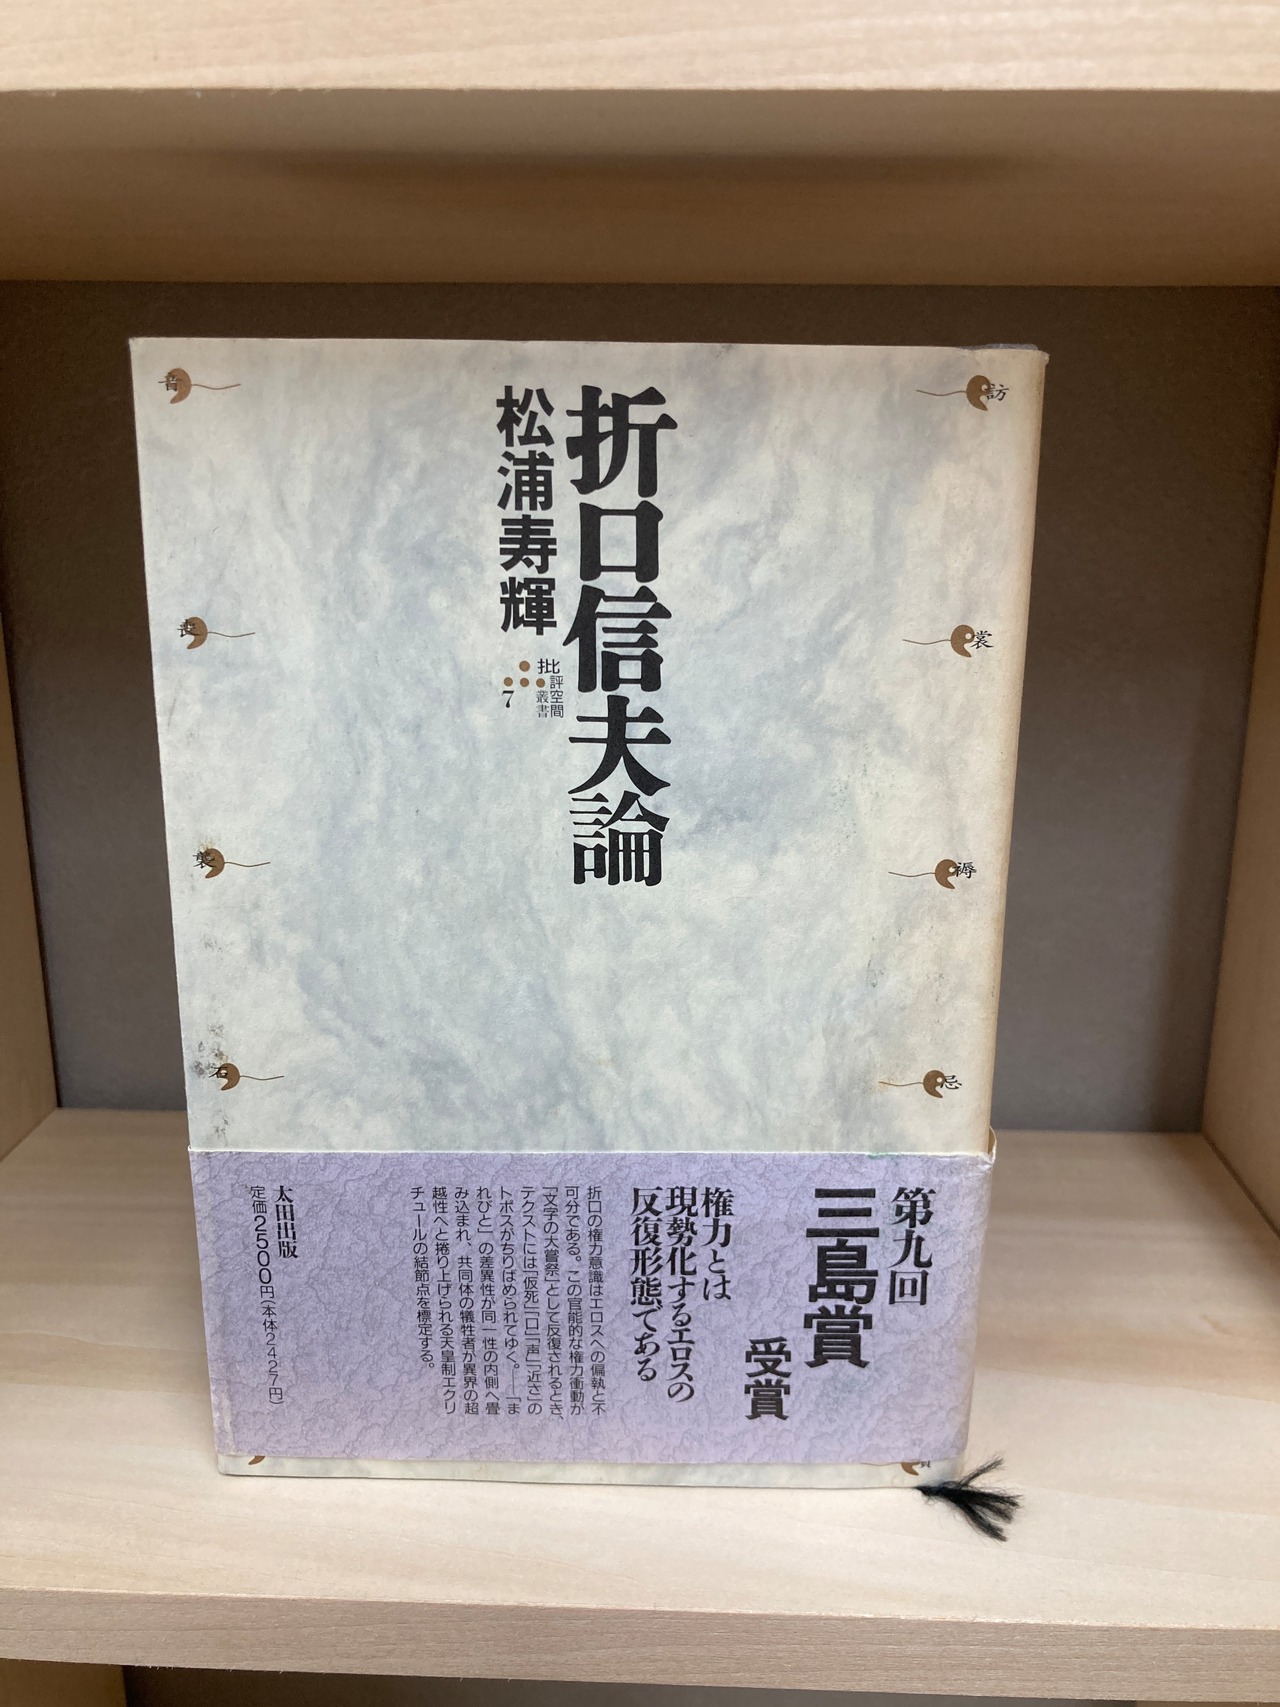 折口信夫論
松浦寿輝
批評空間
叢書
7
訪
裳
褥
忌
音
喪
襲
石
第九回
三島賞
受賞
権力とは
現勢化するエロスの
反復形態である
折口の権力意識はエロスへの偏執と不
可分である。この官能的な権力衝動が
「文字の大嘗祭」として反復されるとき、
テクストには「仮死」「口」「声」「近さ」の
トポスがちりばめられてゆく。——「ま
れびと」の差異性が同一性の内側へ畳
み込まれ、共同体の犠牲者が異界の超
越性へと捲り上げられる天皇制エクリ
チュールの結節点を標定する。
太田出版
定価2500円(本体2427円)